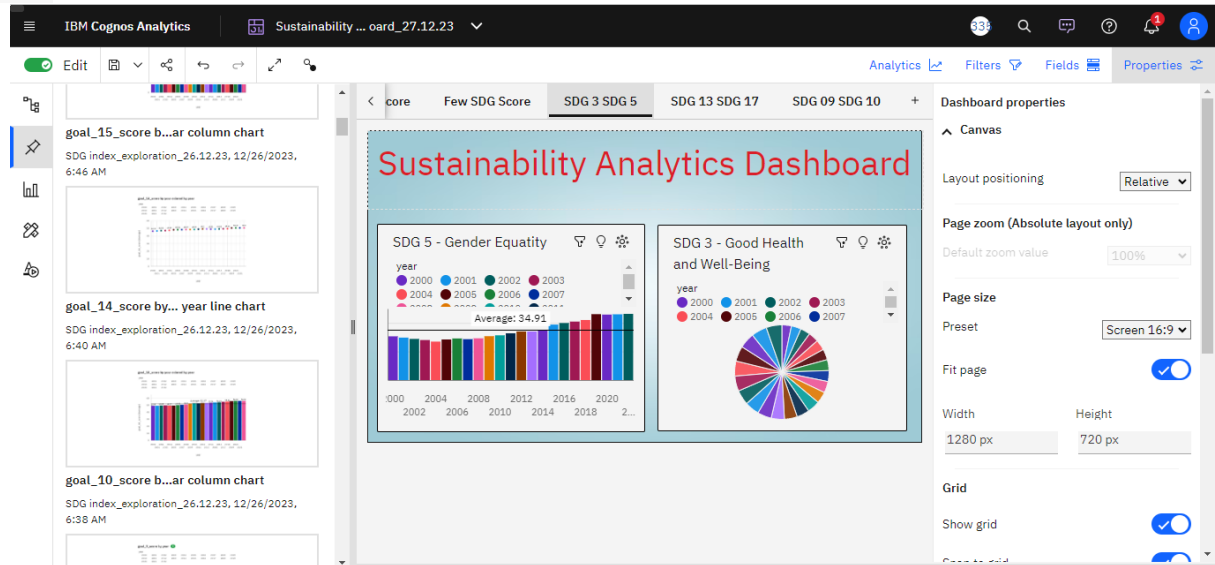 IBM Cognos Analytics
Sustainability ... oard_27.12.23
1
Edit
Analytics
Filters
Fields
Properties
goal_15_score b...ar column chart
SDG index_exploration_26.12.23, 12/26/2023,
6:46 AM
goal_14_score by... year line chart
SDG index_exploration_26.12.23, 12/26/2023,
6:40 AM
goal_10_score b...ar column chart
SDG index_exploration_26.12.23, 12/26/2023,
6:38 AM
core
Few SDG Score
SDG 3 SDG 5
SDG 13 SDG 17
SDG 09 SDG 10
+
Sustainability Analytics Dashboard
SDG 5 - Gender Equatity
year
2000 2001 2002 2003
2004 2005 2006 2007
Average: 34.91
2004 2008 2012 2016 2020
2002 2006 2010 2014 2018 2...
SDG 3 - Good Health
and Well-Being
year
2000 2001 2002 2003
2004 2005 2006 2007
Dashboard properties
Canvas
Layout positioning
Relative
Page zoom (Absolute layout only)
Default zoom value
100%
Page size
Preset
Screen 16:9
Fit page
Width
Height
1280 px
720 px
Grid
Show grid